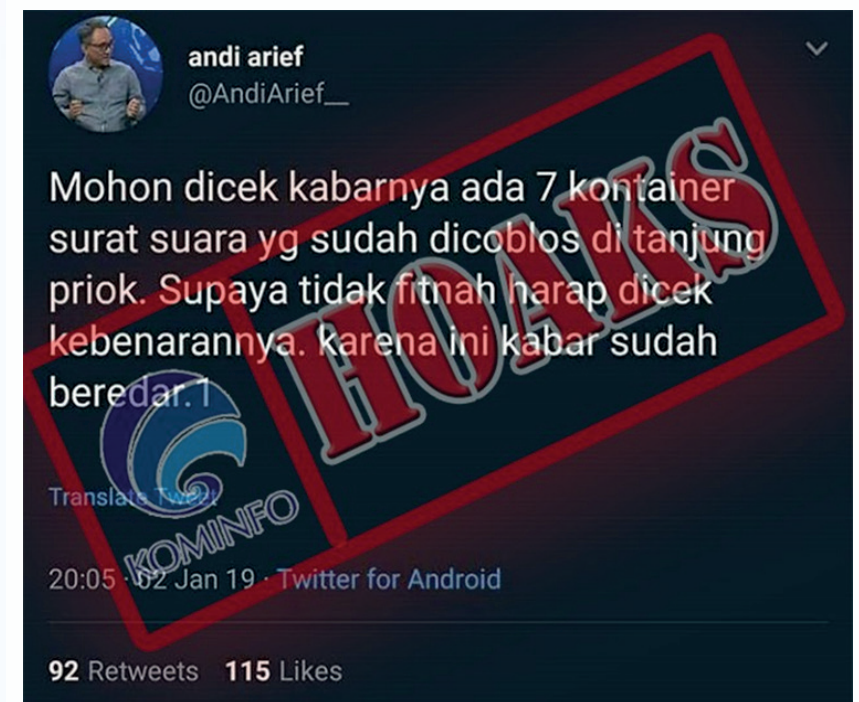 andi arief
@AndiArief__
Mohon dicek kabarnya ada 7 kontainer
surat suara yg sudah dicoblos di tanjung
priok. Supaya tidak fitnah harap dicek
kebenarannya. karena ini kabar sudah
beredar.1
HOAKS
Translate Tweet
KOMINFO
20:05 · 02 Jan 19 · Twitter for Android
92 Retweets 115 Likes